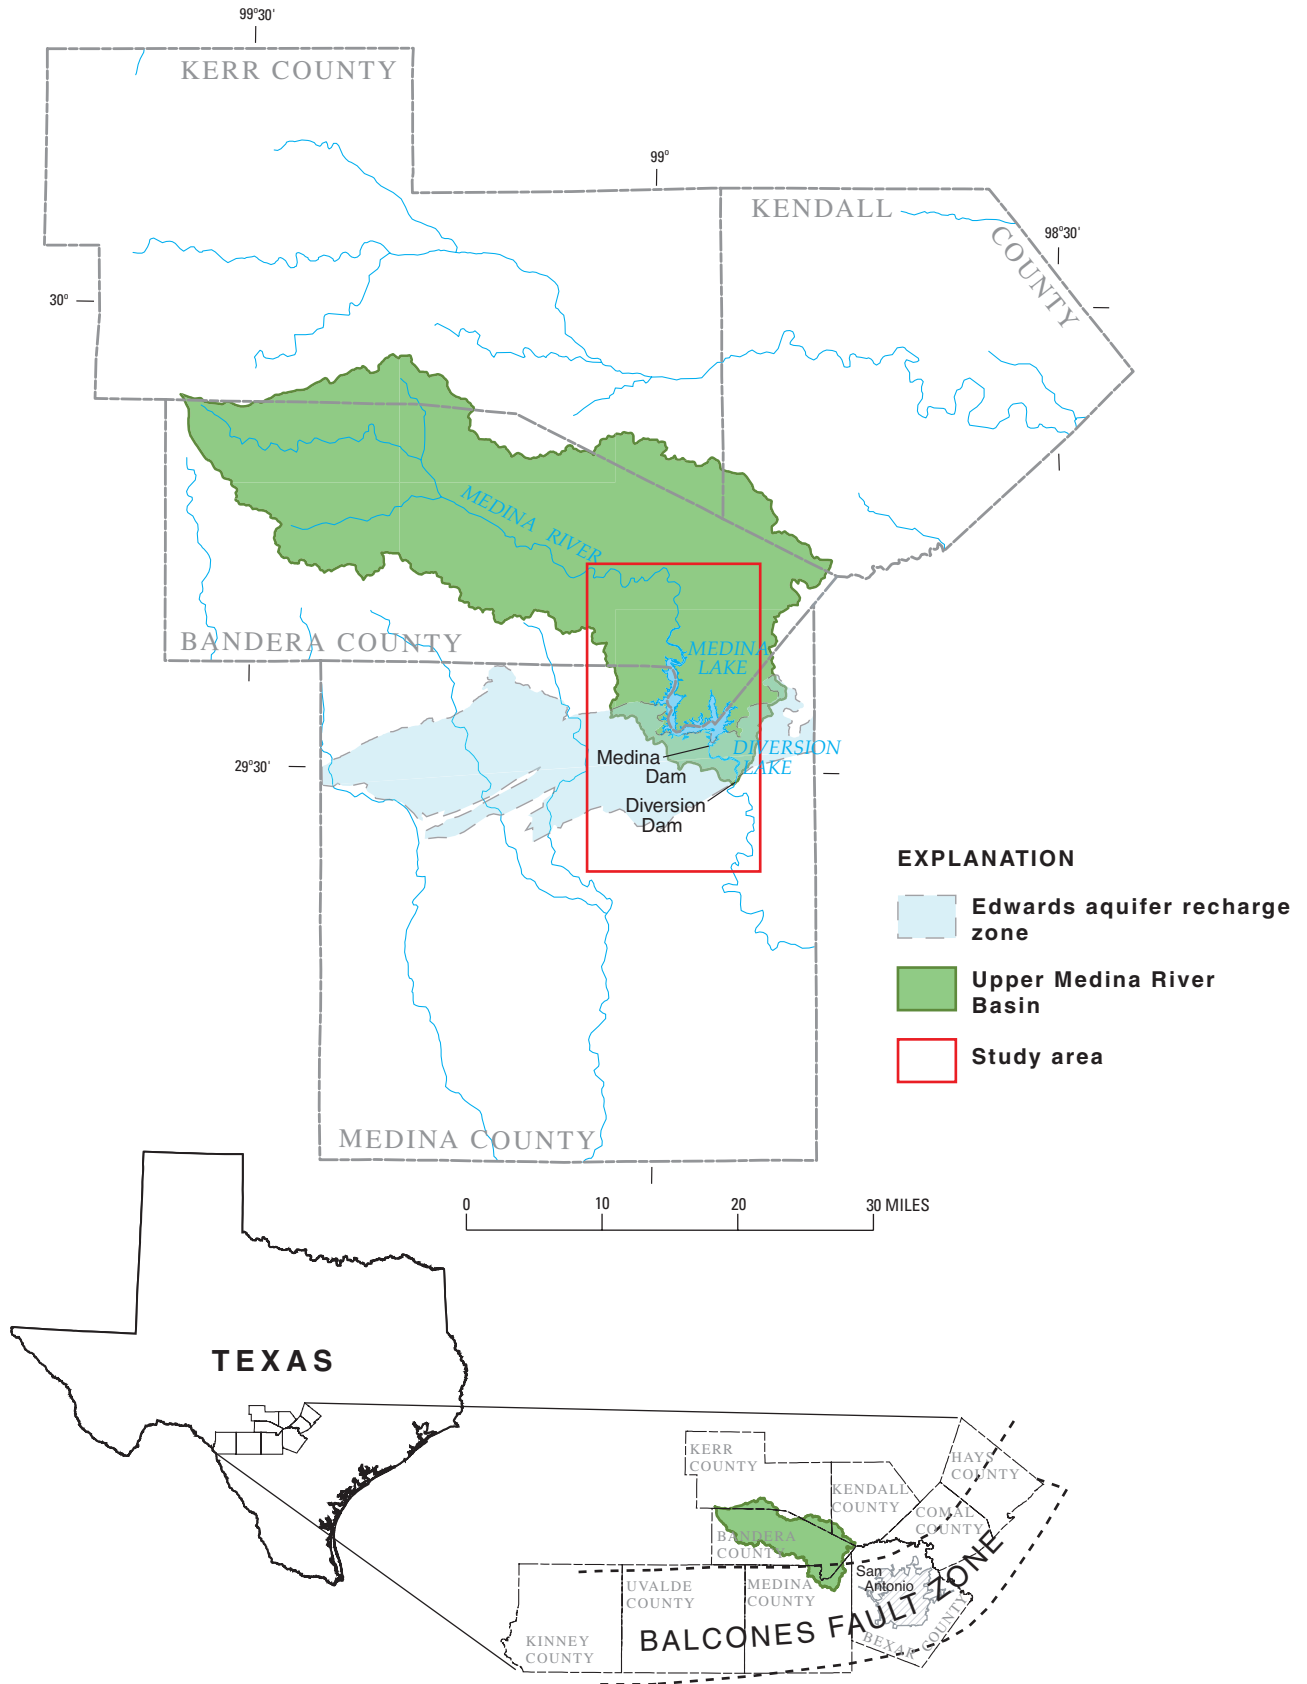 99°30'
KERR COUNTY
99°
KENDALL
COUNTY
98°30'
30°
MEDINA RIVER
BANDERA COUNTY
MEDINA
LAKE
29°30'
DIVERSION
LAKE
Medina
Dam
Diversion
Dam
EXPLANATION
Edwards aquifer recharge
zone
Upper Medina River
Basin
Study area
MEDINA COUNTY
0 10 20 30 MILES
TEXAS
KERR
COUNTY
HAYS
COUNTY
KENDALL
COUNTY
COMAL
COUNTY
BANDERA
COUNTY
San
Antonio
UVALDE
COUNTY
MEDINA
COUNTY
BALCONES FAULT ZONE
BEXAR COUNTY
KINNEY
COUNTY